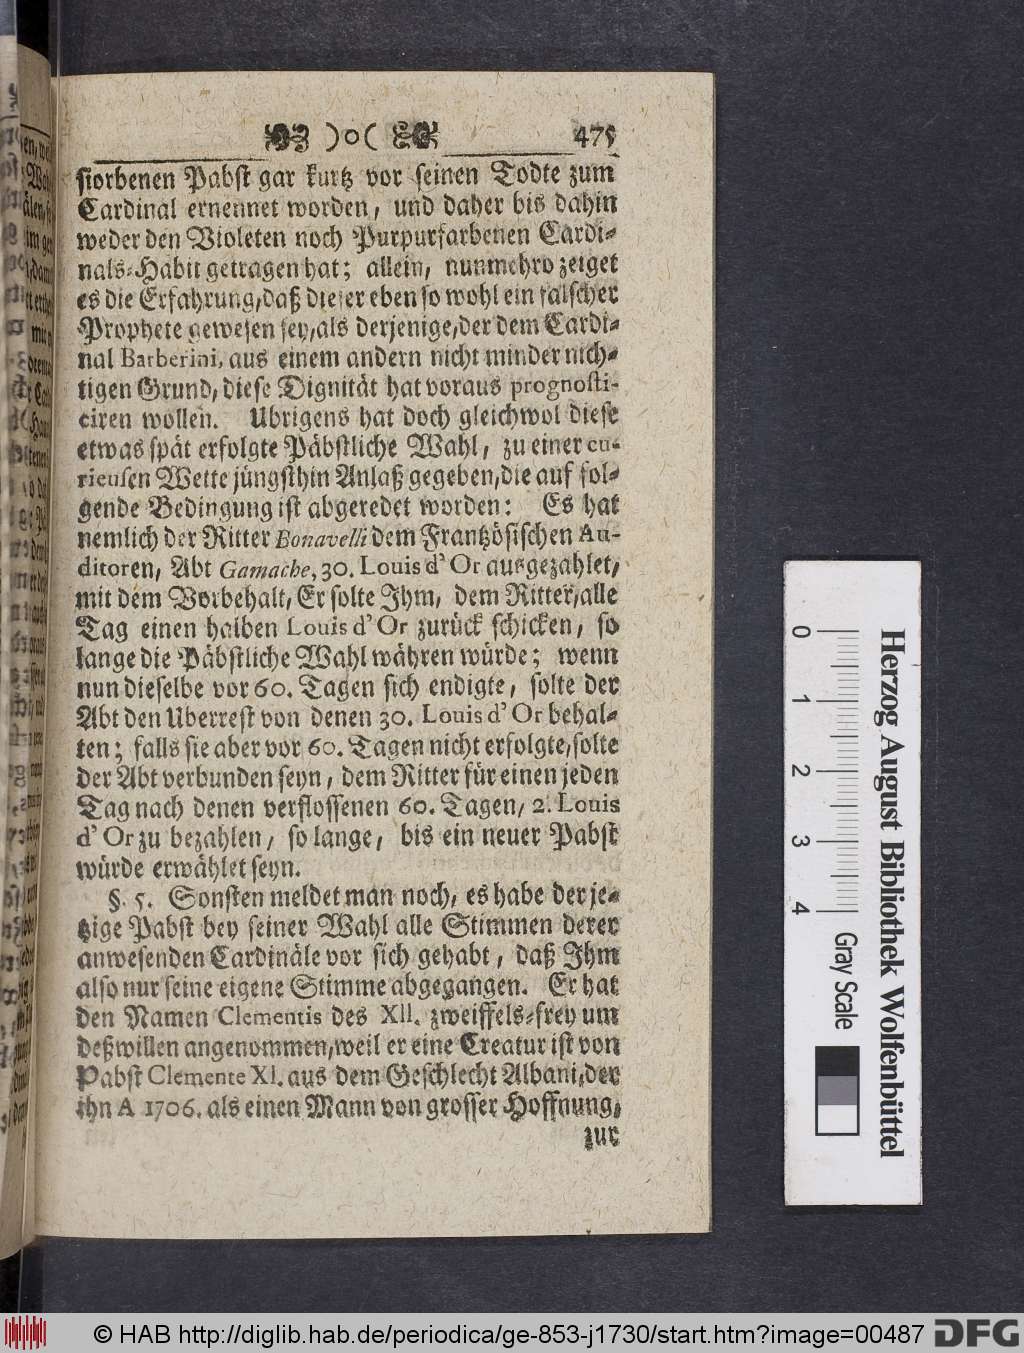 )o( 475
storbenen Pabst gar kurtz vor seinen Todte zum
Cardinal ernennet worden, und daher bis dahin
weder den Violeten noch Purpurfarbenen Cardi-
nals-Habit getragen hat; allein, nunmehro zeiget
es die Erfahrung, daß dieser eben so wohl ein falscher
Prophete gewesen sey, als derjenige, der dem Cardi-
nal Barberini, aus einem andern nicht minder nich-
tigen Grund, diese Dignität hat voraus prognosti-
ciren wollen. Ubrigens hat doch gleichwol diese
etwas spät erfolgte Päbstliche Wahl, zu einer cu-
rieusen Wette jüngsthin Anlaß gegeben, die auf fol-
gende Bedingung ist abgeredet worden: Es hat
nemlich der Ritter Bonavelli dem Frantzösischen Au-
ditoren, Abt Gamache, 30. Louis d'Or ausgezahlet,
mit dem Vorbehalt, Er solte Ihm, dem Ritter, alle
Tag einen halben Louis d'Or zurück schicken, so
lange die Päbstliche Wahl währen würde; wenn
nun dieselbe vor 60. Tagen sich endigte, solte der
Abt den Uberrest von denen 30. Louis d'Or behal-
ten; falls sie aber vor 60. Tagen nicht erfolgte, solte
der Abt verbunden seyn, dem Ritter für einen jeden
Tag nach denen verflossenen 60. Tagen, 2. Louis
d'Or zu bezahlen, so lange, bis ein neuer Pabst
würde erwählet seyn.
§. 5. Sonsten meldet man noch, es habe der je-
tzige Pabst bey seiner Wahl alle Stimmen derer
anwesenden Cardinäle vor sich gehabt, daß Ihm
also nur seine eigene Stimme abgegangen. Er hat
den Namen Clementis des XII. zweiffels-frey um
deßwillen angenommen, weil er eine Creatur ist von
Pabst Clemente XI. aus dem Geschlecht Albani, der
ihn A 1706. als einen Mann von grosser Hoffnung,
zur
0 1 2 3 4 Gray Scale
Herzog August Bibliothek Wolfenbüttel
© HAB http://diglib.hab.de/periodica/ge-853-j1730/start.htm?image=00487 DFG